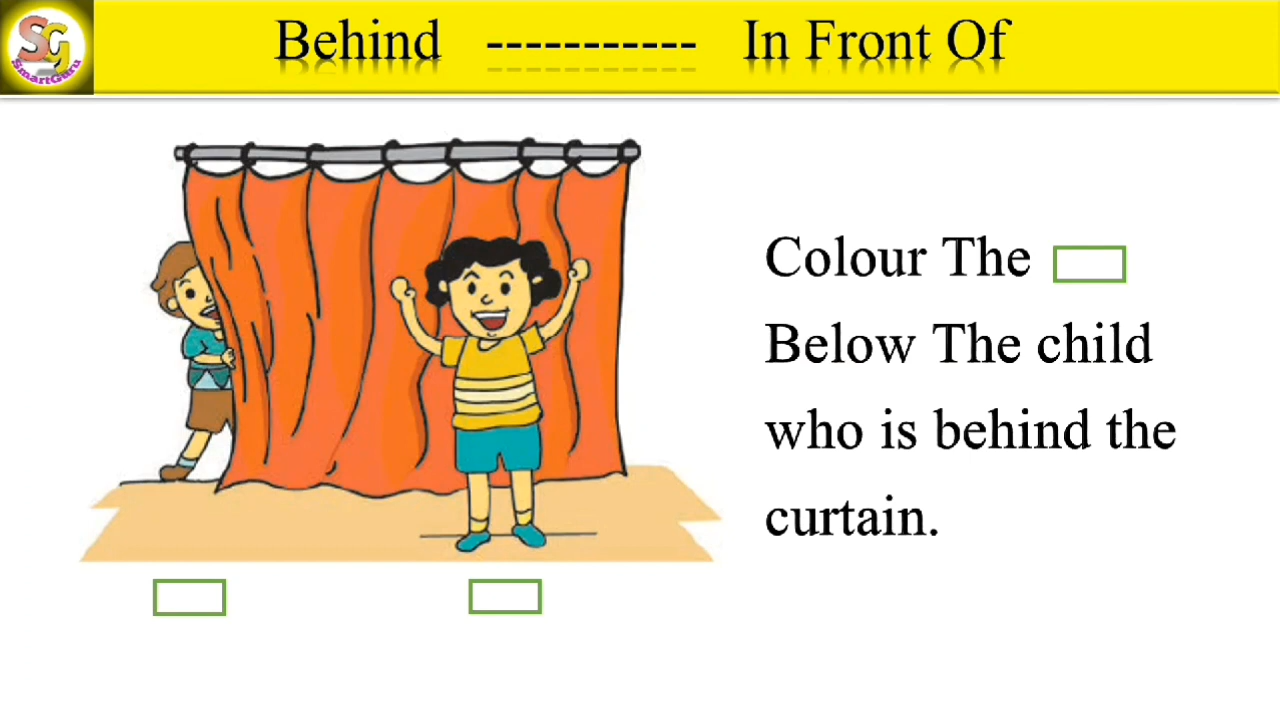 SG
SmartGuru
Behind ----------- In Front Of
Colour The
Below The child
who is behind the
curtain.